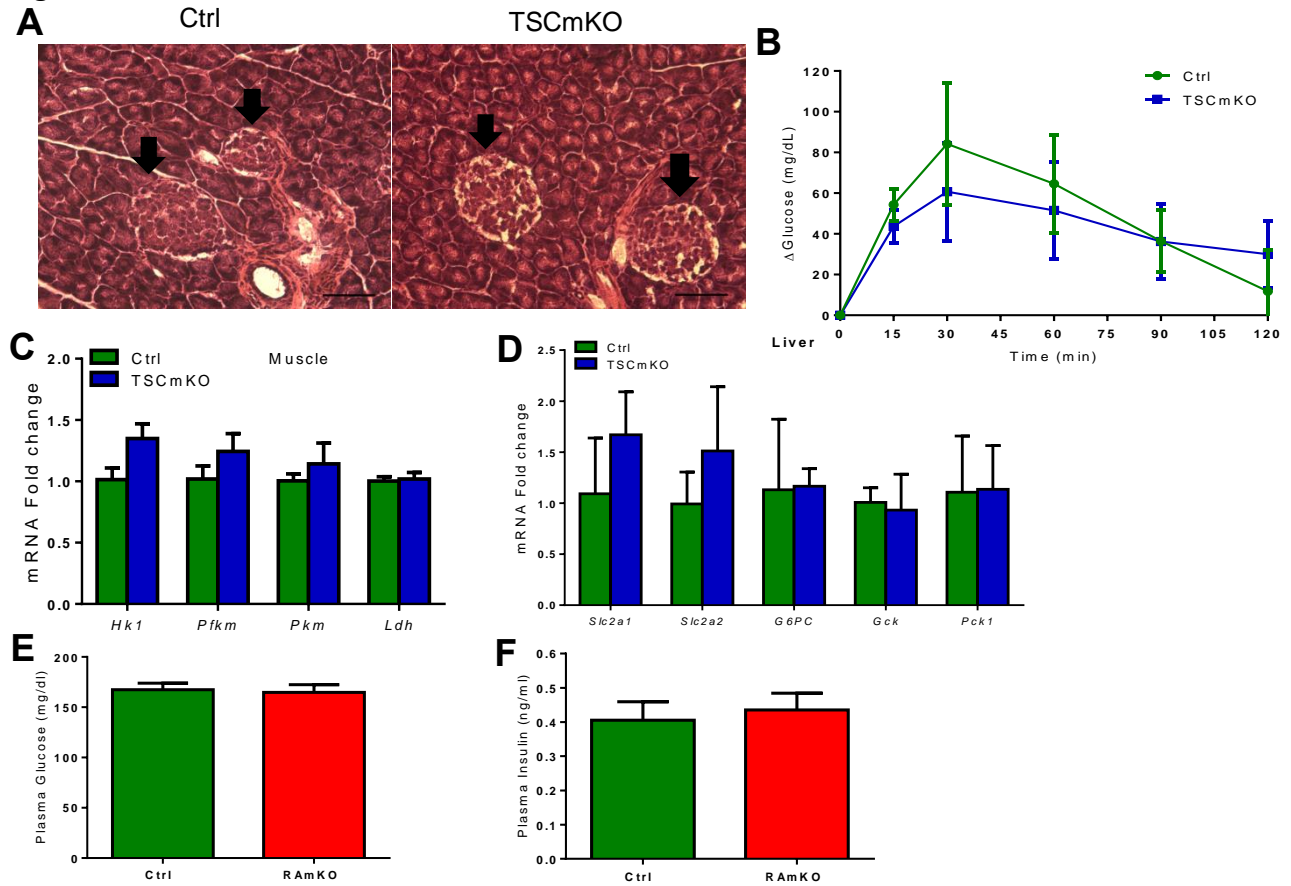 A
Ctrl
TSCmKO
B
ΔGlucose (mg/dL)
120
100
80
60
40
20
0
Ctrl
TSCmKO
0 15 30 45 60 75 90 105 120
Time (min)
C
Ctrl
TSCmKO
Muscle
mRNA Fold change
2.0
1.5
1.0
0.5
0.0
Hk1 Pfkm Pkm Ldh
D
Liver
Ctrl
TSCmKO
mRNA Fold change
2.5
2.0
1.5
1.0
0.5
0.0
Slc2a1 Slc2a2 G6PC Gck Pck1
E
Plasma Glucose (mg/dl)
200
150
100
50
0
Ctrl RAmKO
F
Plasma Insulin (ng/ml)
0.6
0.5
0.4
0.3
0.2
0.1
0.0
Ctrl RAmKO